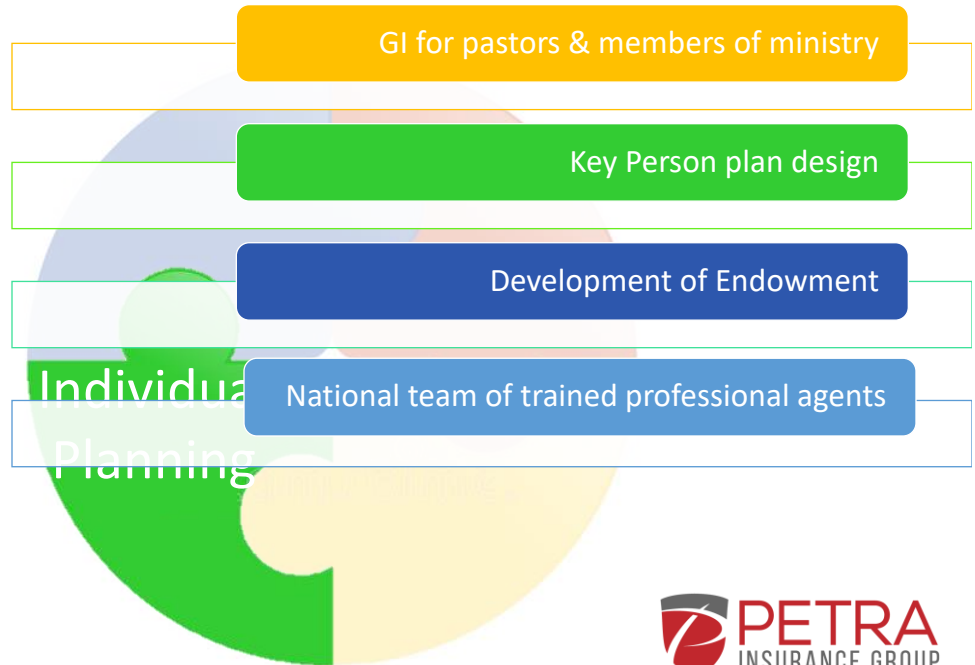 GI for pastors & members of ministry
Key Person plan design
Development of Endowment
National team of trained professional agents
Individua
Planning
PETRA
INSURANCE GROUP